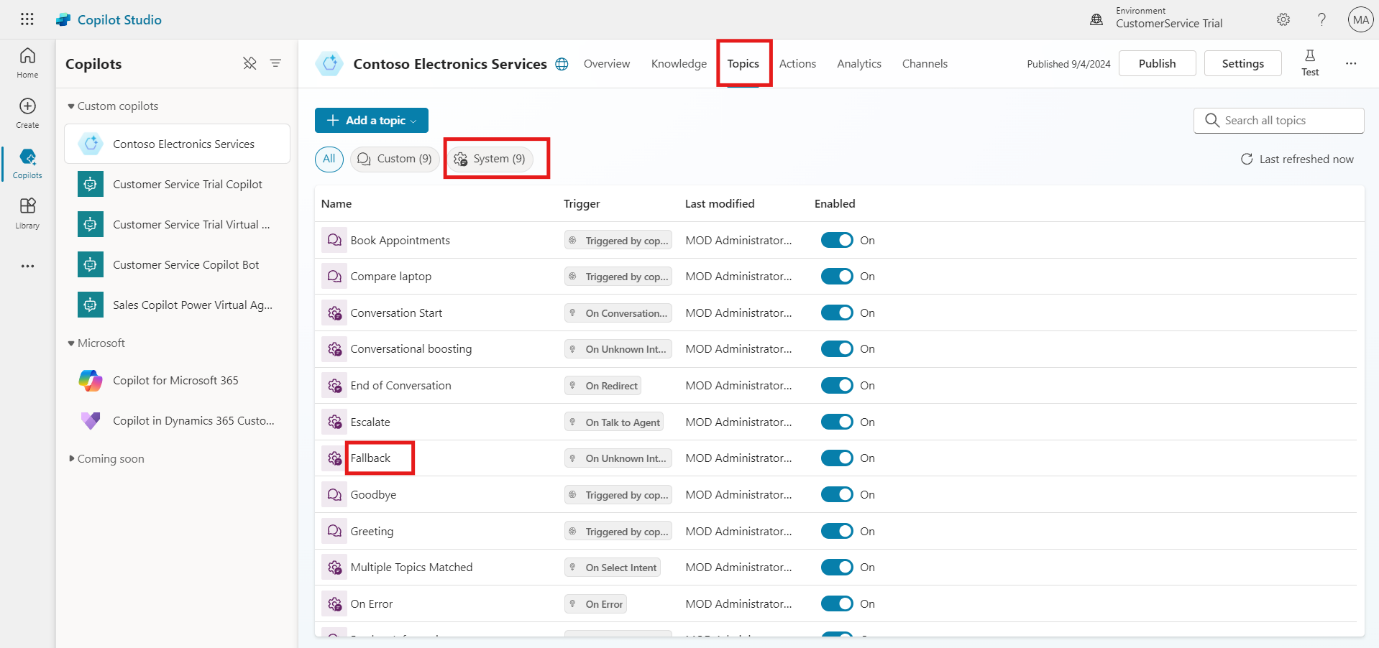 Copilot Studio
Environment
CustomerService Trial
?
MA
Home
Create
Copilots
Library
Copilots
Custom copilots
Contoso Electronics Services
Customer Service Trial Copilot
Customer Service Trial Virtual ...
Customer Service Copilot Bot
Sales Copilot Power Virtual Ag...
Microsoft
Copilot for Microsoft 365
Copilot in Dynamics 365 Custo...
Coming soon
Contoso Electronics Services Overview Knowledge Topics Actions Analytics Channels Published 9/4/2024 Publish Settings Test ...
Add a topic
Search all topics
All Custom (9) System (9) Last refreshed now
Name Trigger Last modified Enabled
Book Appointments Triggered by cop... MOD Administrator... On
Compare laptop Triggered by cop... MOD Administrator... On
Conversation Start On Conversation... MOD Administrator... On
Conversational boosting On Unknown Int... MOD Administrator... On
End of Conversation On Redirect MOD Administrator... On
Escalate On Talk to Agent MOD Administrator... On
Fallback On Unknown Int... MOD Administrator... On
Goodbye Triggered by cop... MOD Administrator... On
Greeting Triggered by cop... MOD Administrator... On
Multiple Topics Matched On Select Intent MOD Administrator... On
On Error On Error MOD Administrator... On